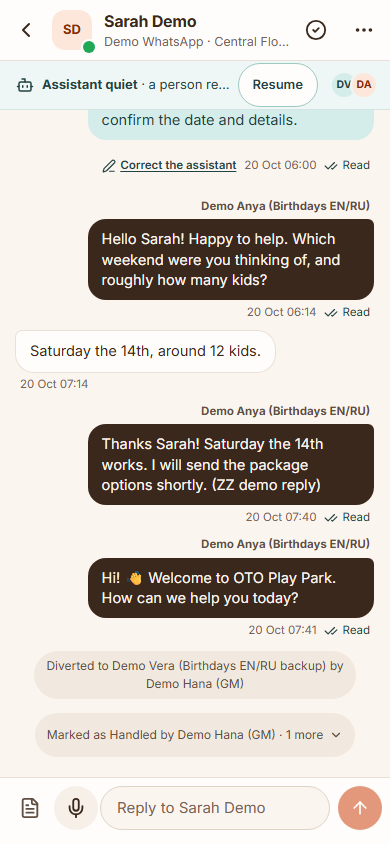 SD
Sarah Demo
Demo WhatsApp · Central Flo...
Assistant quiet · a person re...
Resume
DV
DA
confirm the date and details.
Correct the assistant 20 Oct 06:00 Read
Demo Anya (Birthdays EN/RU)
Hello Sarah! Happy to help. Which
weekend were you thinking of, and
roughly how many kids?
20 Oct 06:14 Read
Saturday the 14th, around 12 kids.
20 Oct 07:14
Demo Anya (Birthdays EN/RU)
Thanks Sarah! Saturday the 14th
works. I will send the package
options shortly. (ZZ demo reply)
20 Oct 07:40 Read
Demo Anya (Birthdays EN/RU)
Hi! 👋 Welcome to OTO Play Park.
How can we help you today?
20 Oct 07:41 Read
Diverted to Demo Vera (Birthdays EN/RU backup) by
Demo Hana (GM)
Marked as Handled by Demo Hana (GM) · 1 more
Reply to Sarah Demo